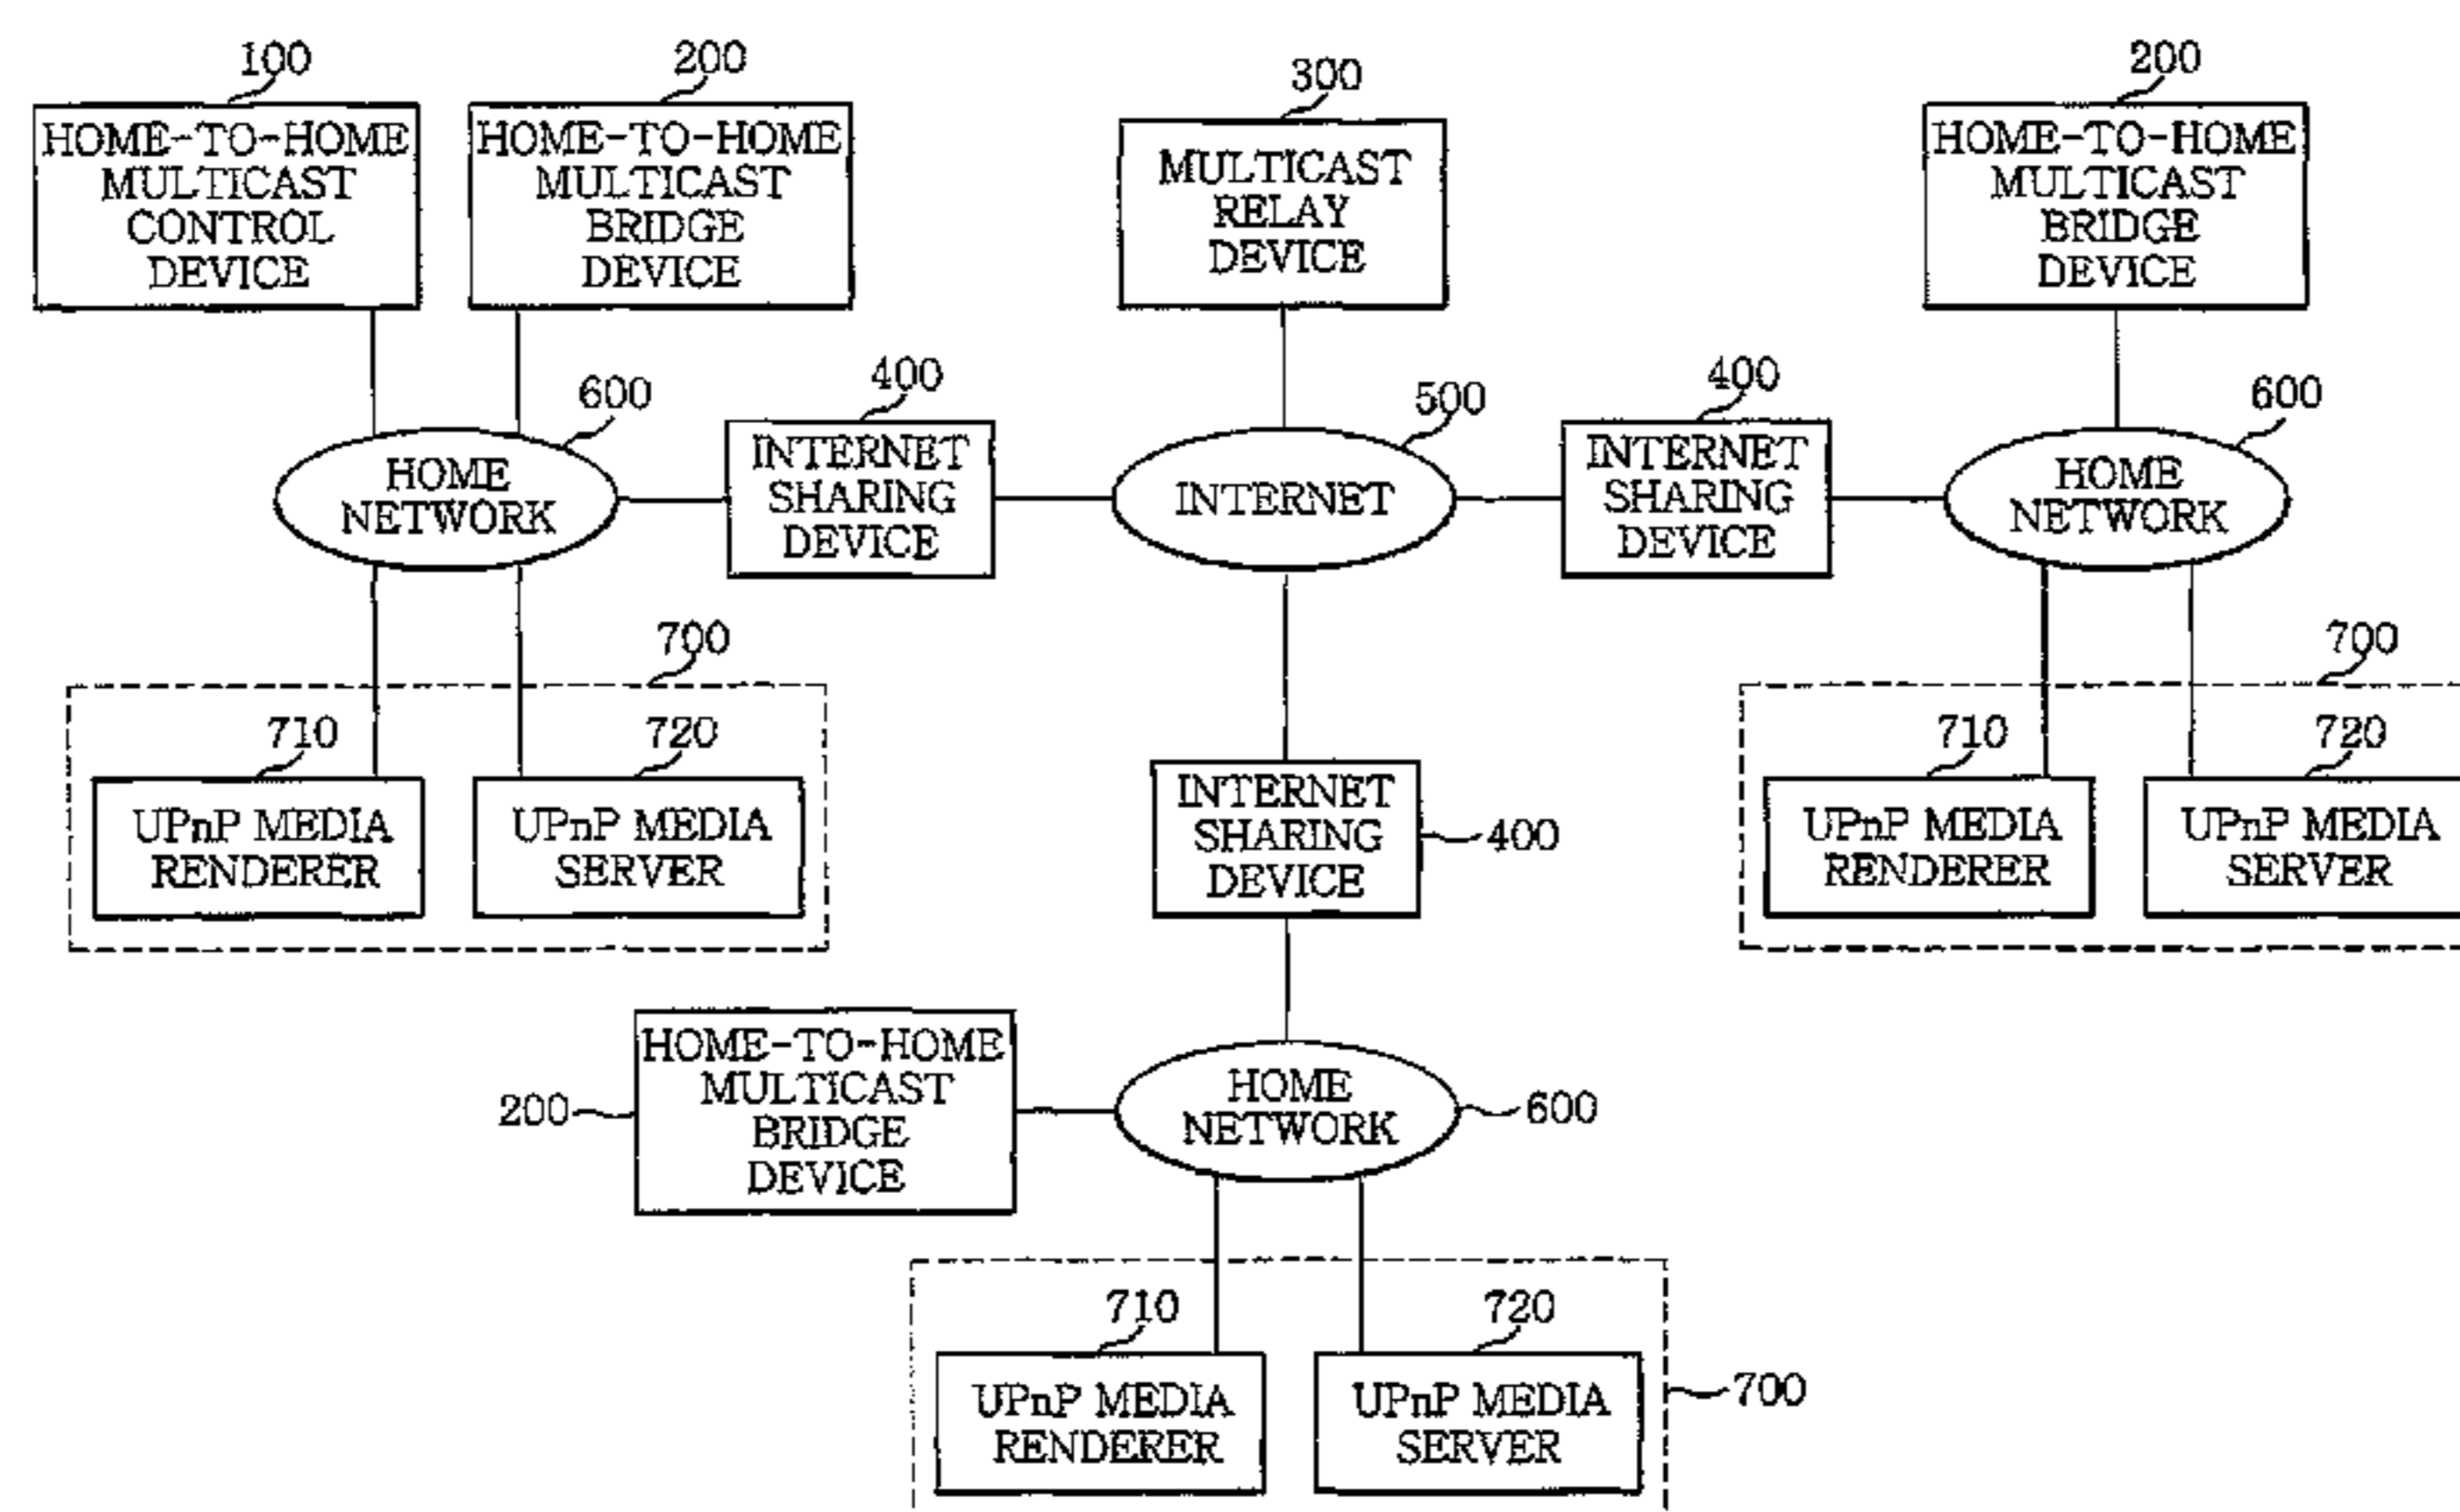 100
200
300
200
HOME-TO-HOME
MULTICAST
CONTROL
DEVICE
HOME-TO-HOME
MULTICAST
BRIDGE
DEVICE
MULTICAST
RELAY
DEVICE
HOME-TO-HOME
MULTICAST
BRIDGE
DEVICE
600
400
500
400
600
HOME
NETWORK
INTERNET
SHARING
DEVICE
INTERNET
INTERNET
SHARING
DEVICE
HOME
NETWORK
700
700
710
720
710
720
UPnP MEDIA
RENDERER
UPnP MEDIA
SERVER
INTERNET
SHARING
DEVICE
400
UPnP MEDIA
RENDERER
UPnP MEDIA
SERVER
200
HOME-TO-HOME
MULTICAST
BRIDGE
DEVICE
HOME
NETWORK
600
710
720
UPnP MEDIA
RENDERER
UPnP MEDIA
SERVER
700